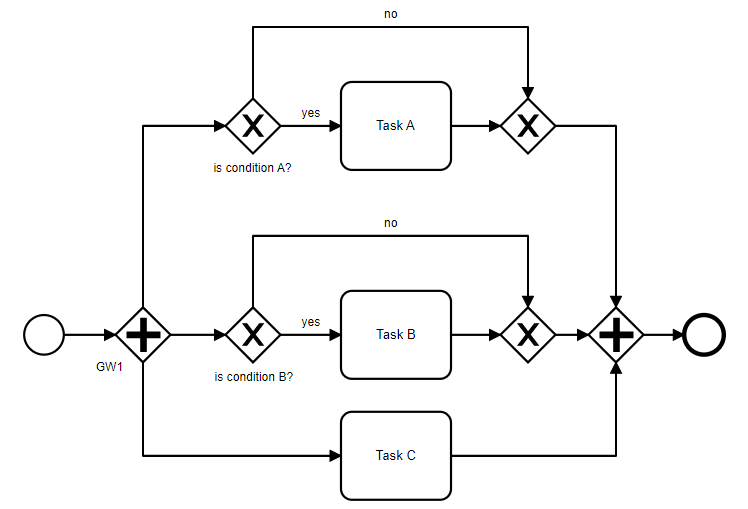 no
yes
Task A
is condition A?
no
yes
Task B
GW1
is condition B?
Task C